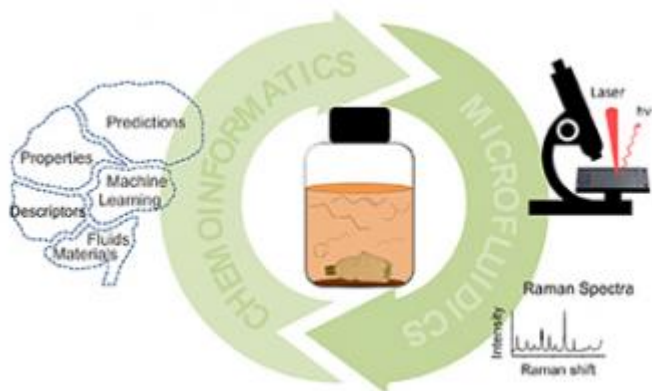 Predictions
Properties
Machine
Learning
Descriptors
Fluids
Materials
CHEMOINFORMATICS
MICROFLUIDICS
Laser
hν
Raman Spectra
Intensity
Raman shift